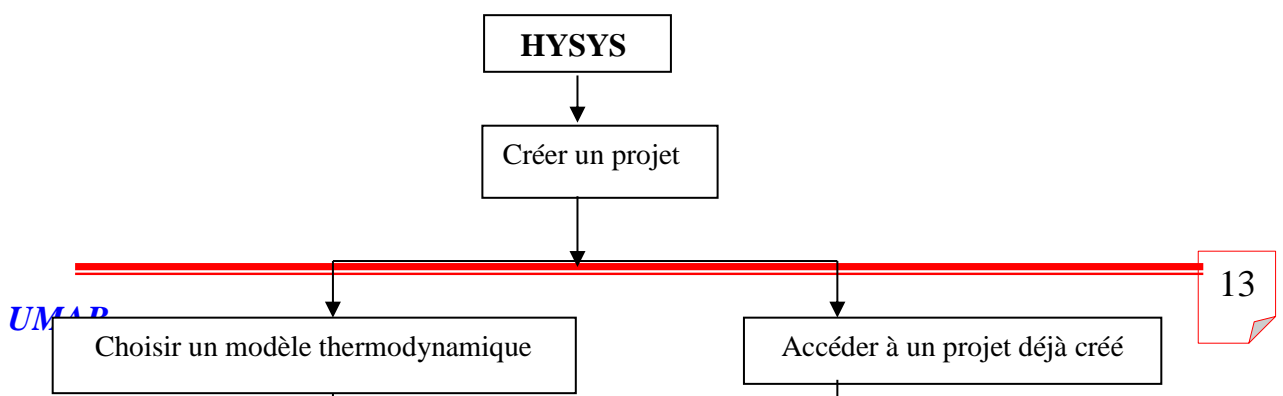 HYSYS
Créer un projet
13
Choisir un modèle thermodynamique
Accéder à un projet déjà créé